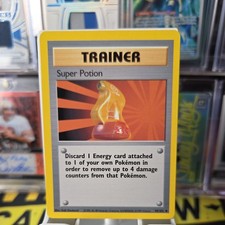 TRAINER
Super Potion
Discard 1 Energy card attached
to 1 of your own Pokémon in
order to remove up to 4 damage
counters from that Pokémon.